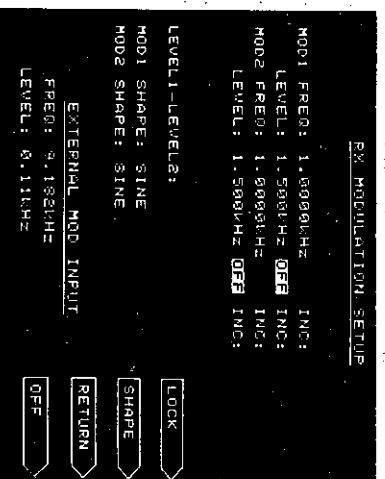 RX MODULATION SETUP
MOD1 FREQ: 1.0000kHz INC:
LEVEL: 1.500kHz OFF INC:
MOD2 FREQ: 1.0000kHz INC:
LEVEL: 1.500kHz OFF INC:
LEVEL1-LEVEL2:
LOCK
MOD1 SHAPE: SINE
MOD2 SHAPE: SINE
SHAPE
EXTERNAL MOD INPUT
RETURN
FREQ: 9.182kHz
LEVEL: 0.11kHz
OFF